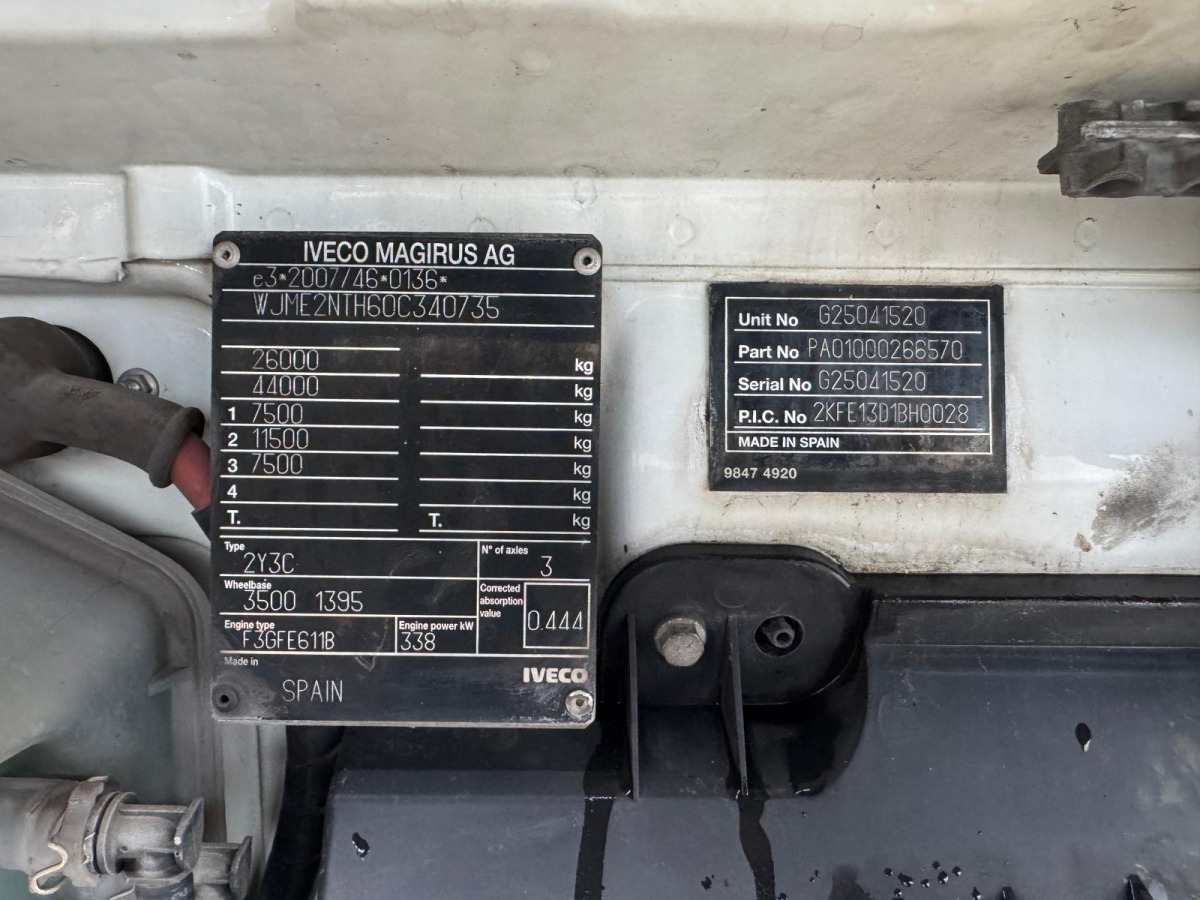 IVECO MAGIRUS AG
e3*2007/46*0136*
WJME2NTH60C340735
26000 kg
44000 kg
1 7500 kg
2 11500 kg
3 7500 kg
4 kg
T. T. kg
Type 2Y3C
N° of axles 3
Wheelbase 3500 1395
Corrected absorption value 0.444
Engine type F3GFE611B
Engine power kW 338
Made in SPAIN
IVECO
Unit No G25041520
Part No PA01000266570
Serial No G25041520
P.I.C. No 2KFE13D1BH0028
MADE IN SPAIN
9847 4920